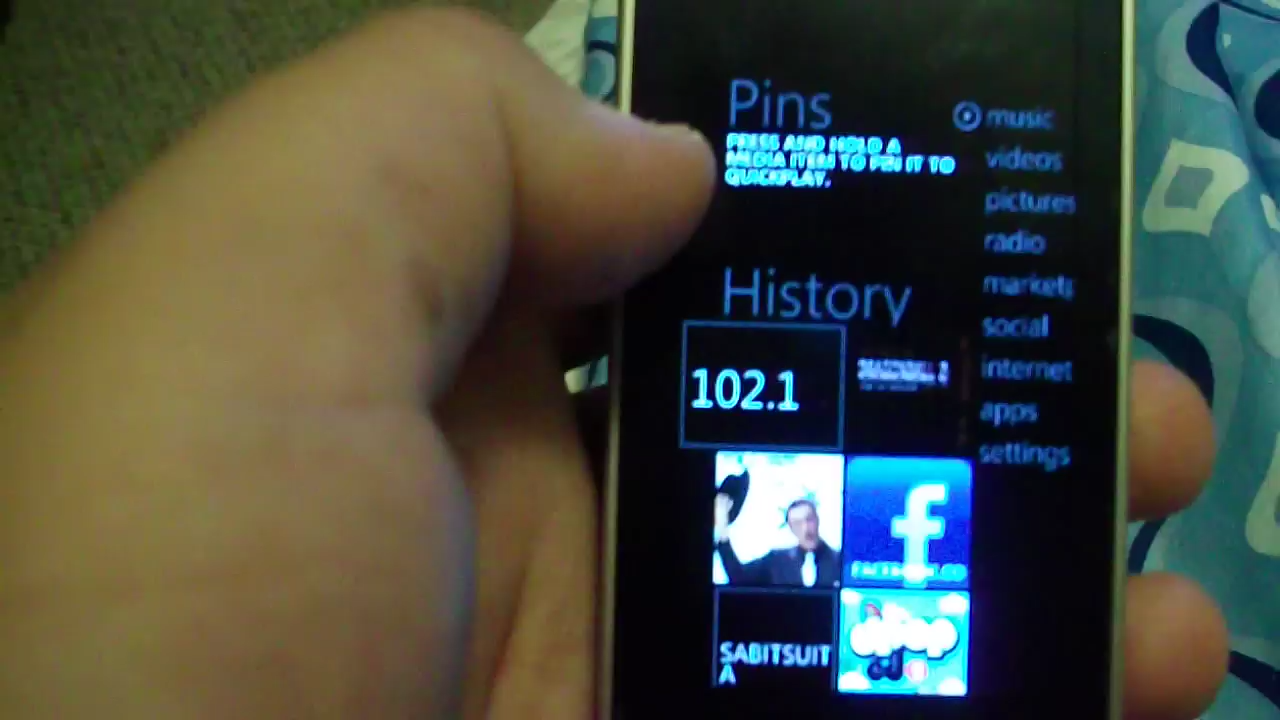 Pins
PRESS AND HOLD A
MEDIA ITEM TO PIN IT TO
QUICKPLAY.
music
videos
pictures
radio
History
markets
social
internet
apps
settings
102.1
f
SABITSUIT
A